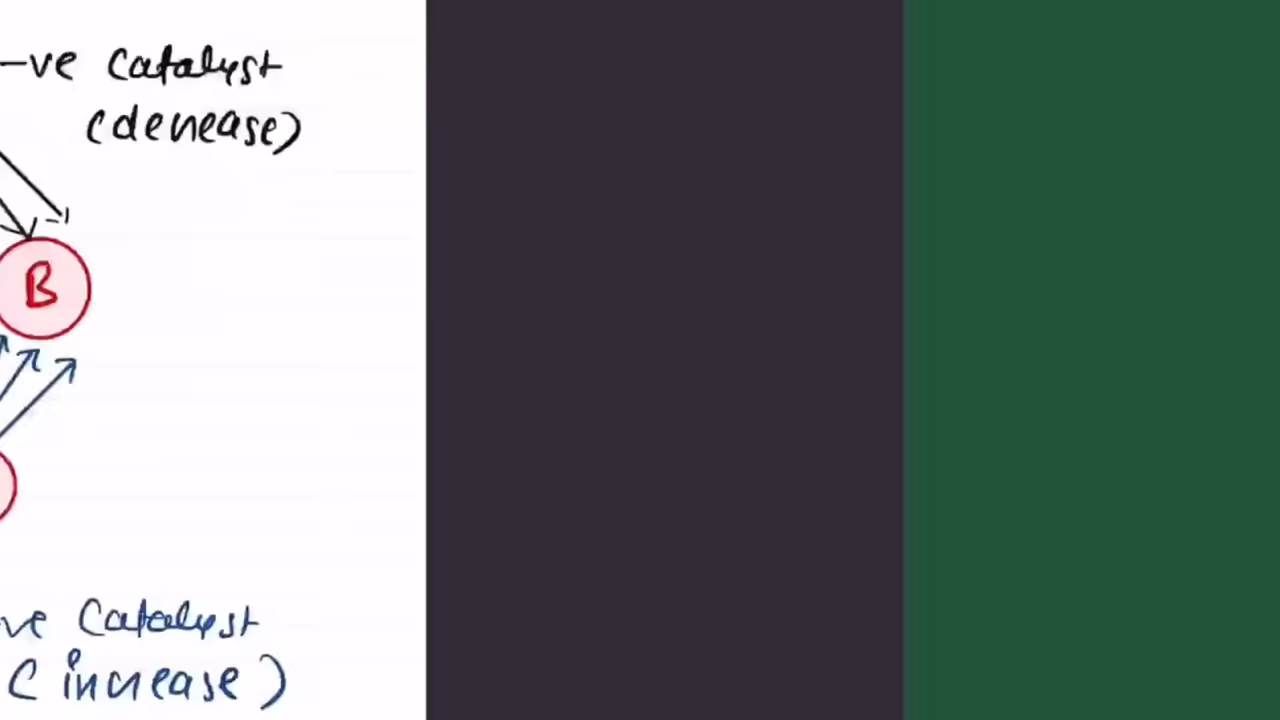 -ve Catalyst
(decrease)
B
ve Catalyst
(increase)